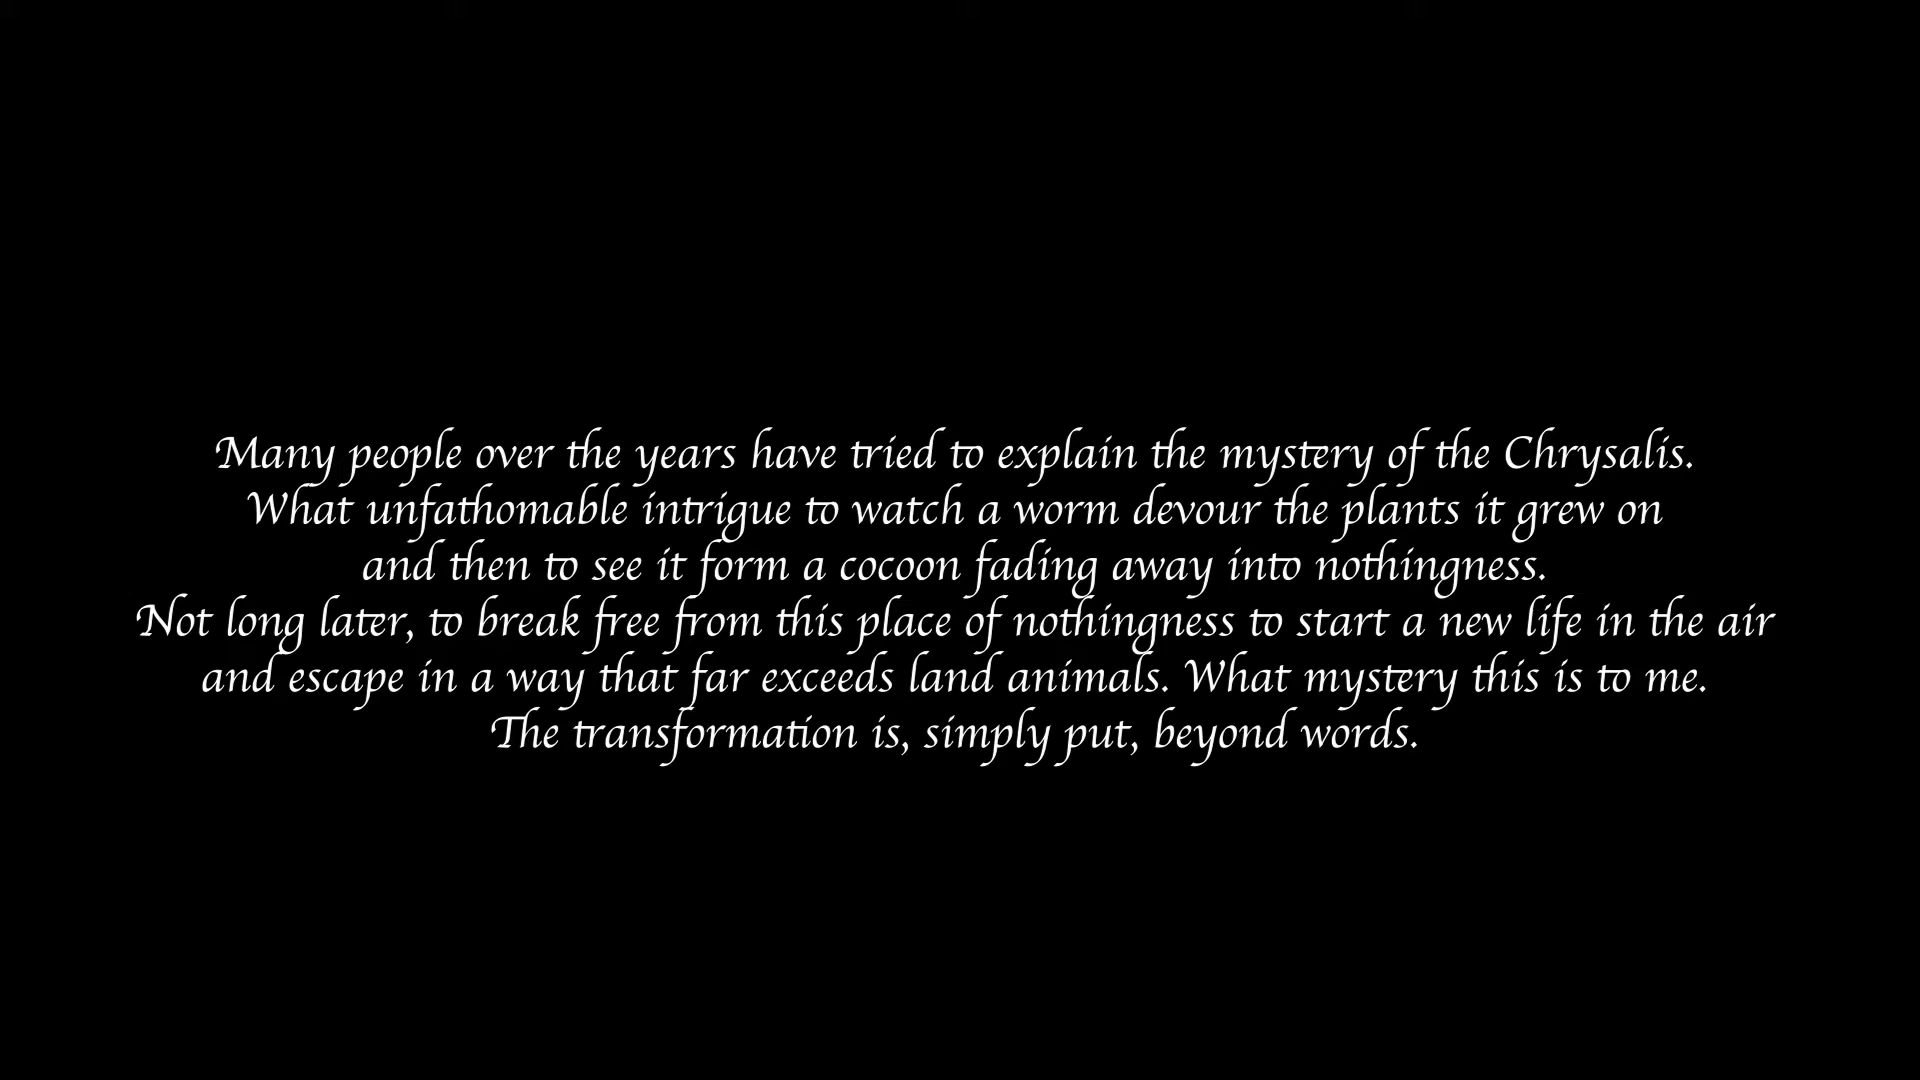 Many people over the years have tried to explain the mystery of the Chrysalis.
What unfathomable intrigue to watch a worm devour the plants it grew on
and then to see it form a cocoon fading away into nothingness.
Not long later, to break free from this place of nothingness to start a new life in the air
and escape in a way that far exceeds land animals. What mystery this is to me.
The transformation is, simply put, beyond words.